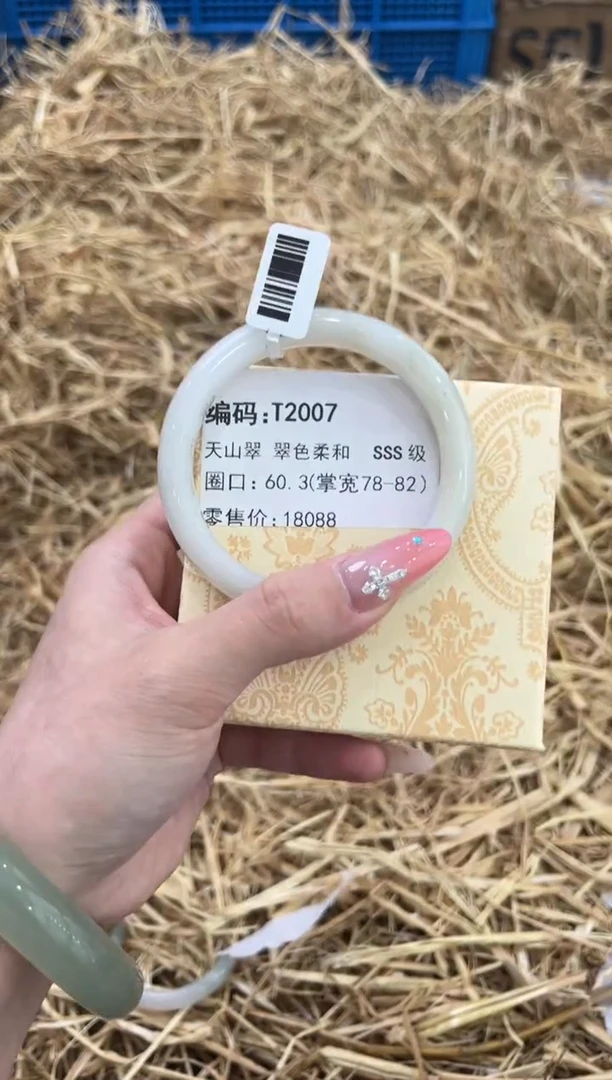 编码:T2007
天山翠 翠色柔和 SSS级
圈口: 60.3(掌宽78-82)
零售价:18088